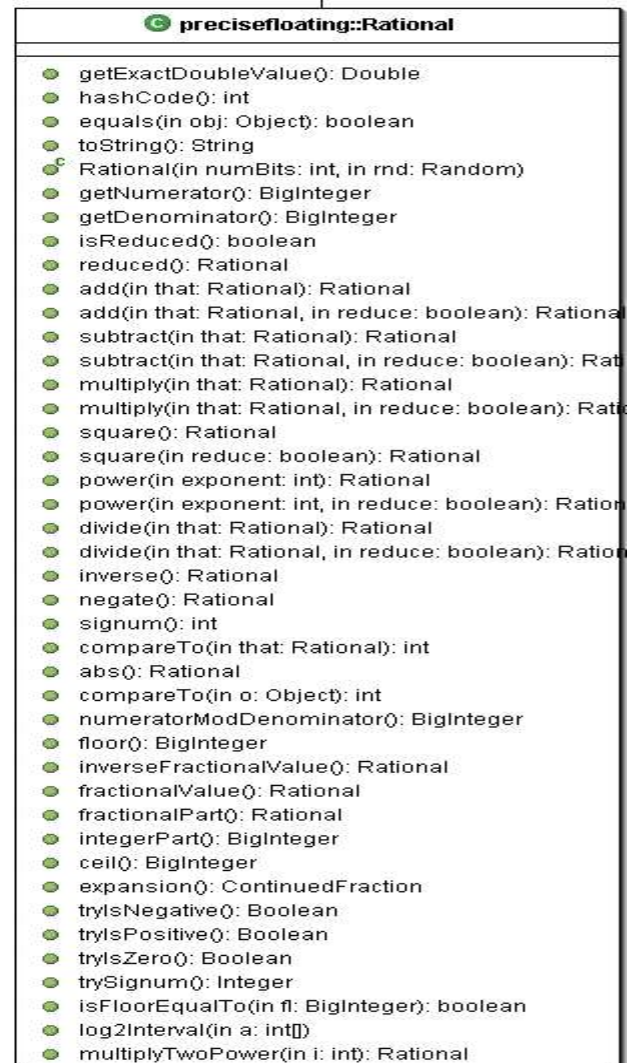 C precisefloating::Rational
getExactDoubleValue(): Double
hashCode(): int
equals(in obj: Object): boolean
toString(): String
C Rational(in numBits: int, in rnd: Random)
getNumerator(): BigInteger
getDenominator(): BigInteger
isReduced(): boolean
reduced(): Rational
add(in that: Rational): Rational
add(in that: Rational, in reduce: boolean): Rational
subtract(in that: Rational): Rational
subtract(in that: Rational, in reduce: boolean): Rati
multiply(in that: Rational): Rational
multiply(in that: Rational, in reduce: boolean): Ratio
square(): Rational
square(in reduce: boolean): Rational
power(in exponent: int): Rational
power(in exponent: int, in reduce: boolean): Ration
divide(in that: Rational): Rational
divide(in that: Rational, in reduce: boolean): Ration
inverse(): Rational
negate(): Rational
signum(): int
compareTo(in that: Rational): int
abs(): Rational
compareTo(in o: Object): int
numeratorModDenominator(): BigInteger
floor(): BigInteger
inverseFractionalValue(): Rational
fractionalValue(): Rational
fractionalPart(): Rational
integerPart(): BigInteger
ceil(): BigInteger
expansion(): ContinuedFraction
tryIsNegative(): Boolean
tryIsPositive(): Boolean
tryIsZero(): Boolean
trySignum(): Integer
isFloorEqualTo(in fl: BigInteger): boolean
log2Interval(in a: int[])
multiplyTwoPower(in i: int): Rational